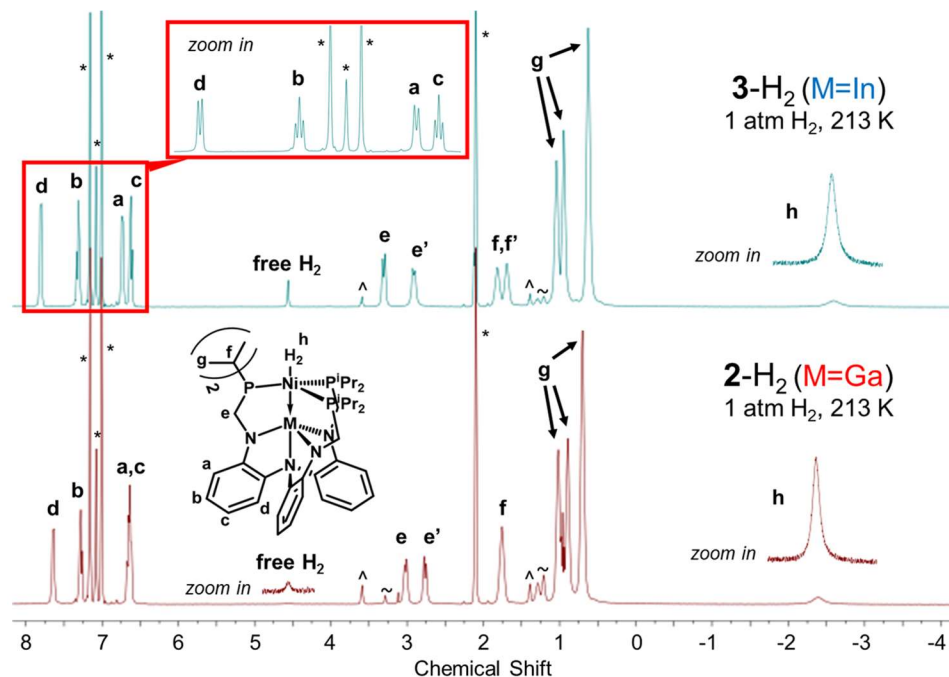 zoom in
*
*
*
d
b
a
c
*
*
*
*
d
b
a
c
free H2
^
e
e'
f,f'
^
~
g
3-H2 (M=In)
1 atm H2, 213 K
h
zoom in
g
f
2
h
H2
Ni
P
PiPr2
PiPr2
e
M
N
N
N
N
a
b
c
d
*
*
*
*
d
b
a,c
free H2
zoom in
^
~
e
e'
f
^
~
g
2-H2 (M=Ga)
1 atm H2, 213 K
h
zoom in
8 7 6 5 4 3 2 1 0 -1 -2 -3 -4
Chemical Shift